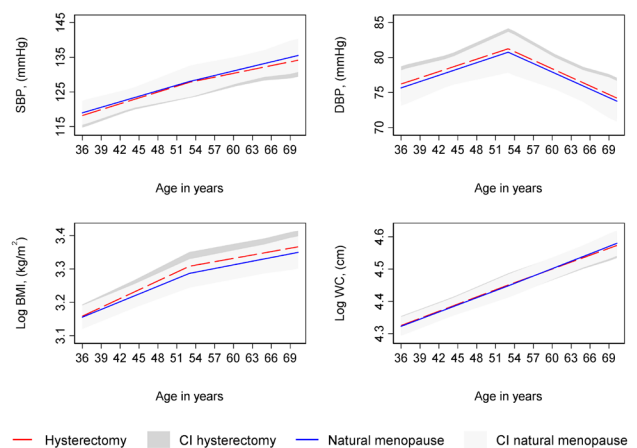 SBP, (mmHg)
115 125 135 145
36 39 42 45 48 51 54 57 60 63 66 69
Age in years
DBP, (mmHg)
70 75 80 85
36 39 42 45 48 51 54 57 60 63 66 69
Age in years
Log BMI, (kg/m²)
3.1 3.2 3.3 3.4
36 39 42 45 48 51 54 57 60 63 66 69
Age in years
Log WC, (cm)
4.3 4.4 4.5 4.6
36 39 42 45 48 51 54 57 60 63 66 69
Age in years
Hysterectomy CI hysterectomy Natural menopause CI natural menopause